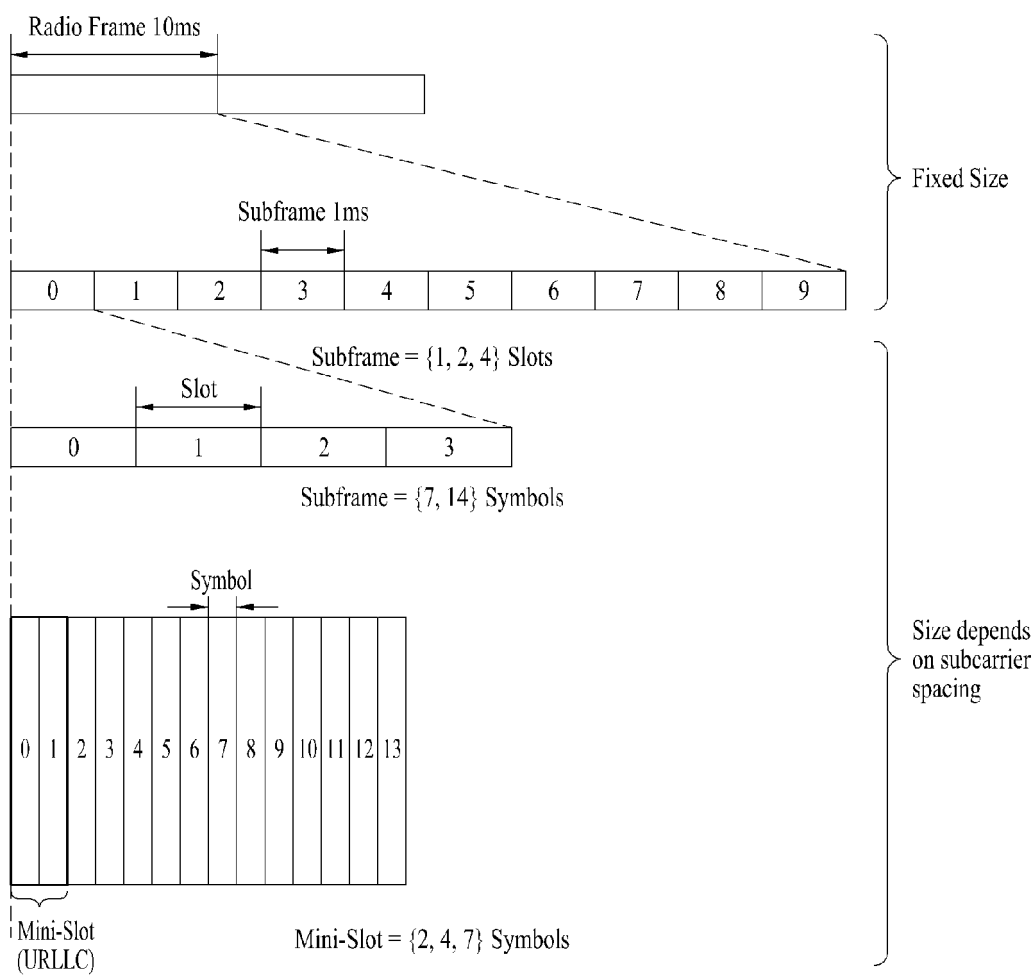 Radio Frame 10ms
Fixed Size
Subframe 1ms
0 1 2 3 4 5 6 7 8 9
Subframe = {1, 2, 4} Slots
Slot
0 1 2 3
Subframe = {7, 14} Symbols
Symbol
Size depends
on subcarrier
spacing
0 1 2 3 4 5 6 7 8 9 10 11 12 13
Mini-Slot
(URLLC)
Mini-Slot = {2, 4, 7} Symbols